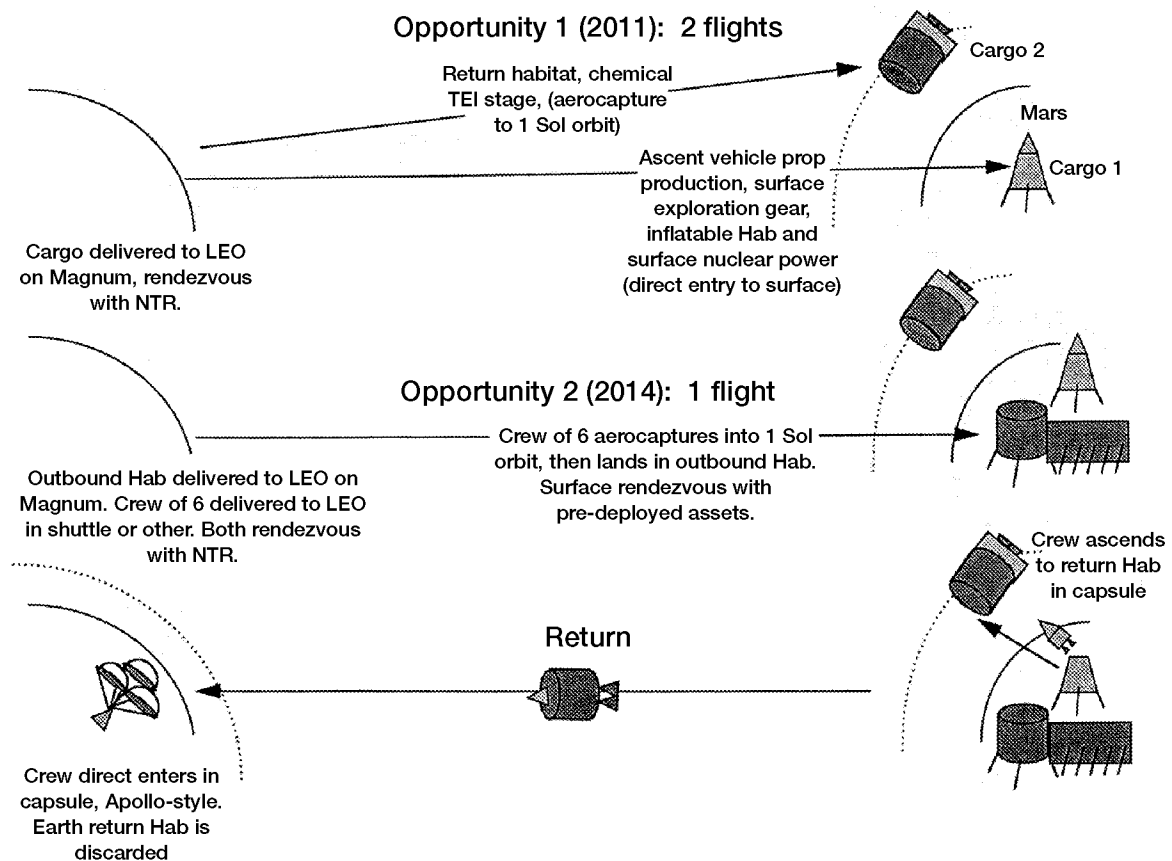 Opportunity 1 (2011):  2 flights
Return habitat, chemical
TEI stage, (aerocapture
to 1 Sol orbit)
Cargo 2
Mars
Cargo 1
Ascent vehicle prop
production, surface
exploration gear,
inflatable Hab and
surface nuclear power
(direct entry to surface)
Cargo delivered to LEO
on Magnum, rendezvous
with NTR.
Opportunity 2 (2014):  1 flight
Crew of 6 aerocaptures into 1 Sol
orbit, then lands in outbound Hab.
Surface rendezvous with
pre-deployed assets.
Outbound Hab delivered to LEO on
Magnum. Crew of 6 delivered to LEO
in shuttle or other. Both rendezvous
with NTR.
Crew ascends
to return Hab
in capsule
Return
Crew direct enters in
capsule, Apollo-style.
Earth return Hab is
discarded